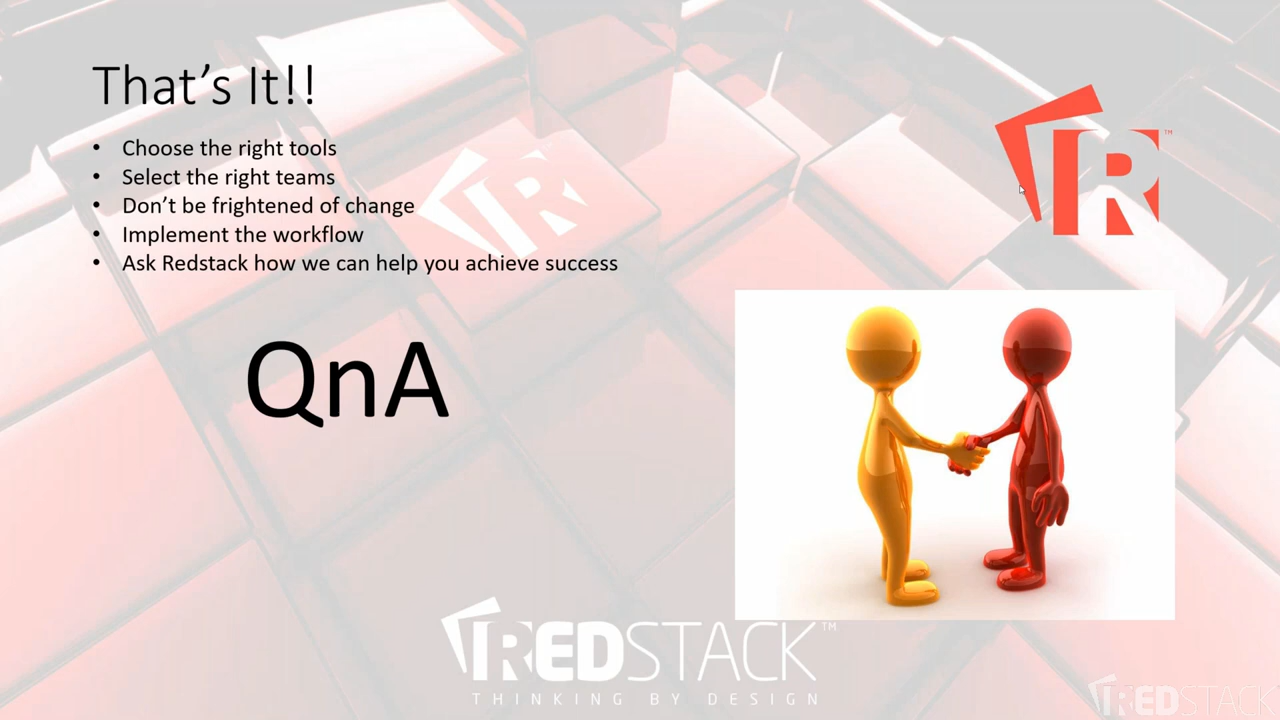 That's It!!
• Choose the right tools
• Select the right teams
• Don't be frightened of change
• Implement the workflow
• Ask Redstack how we can help you achieve success
QnA
R™
R
REDSTACK™
THINKING BY DESIGN
REDSTACK